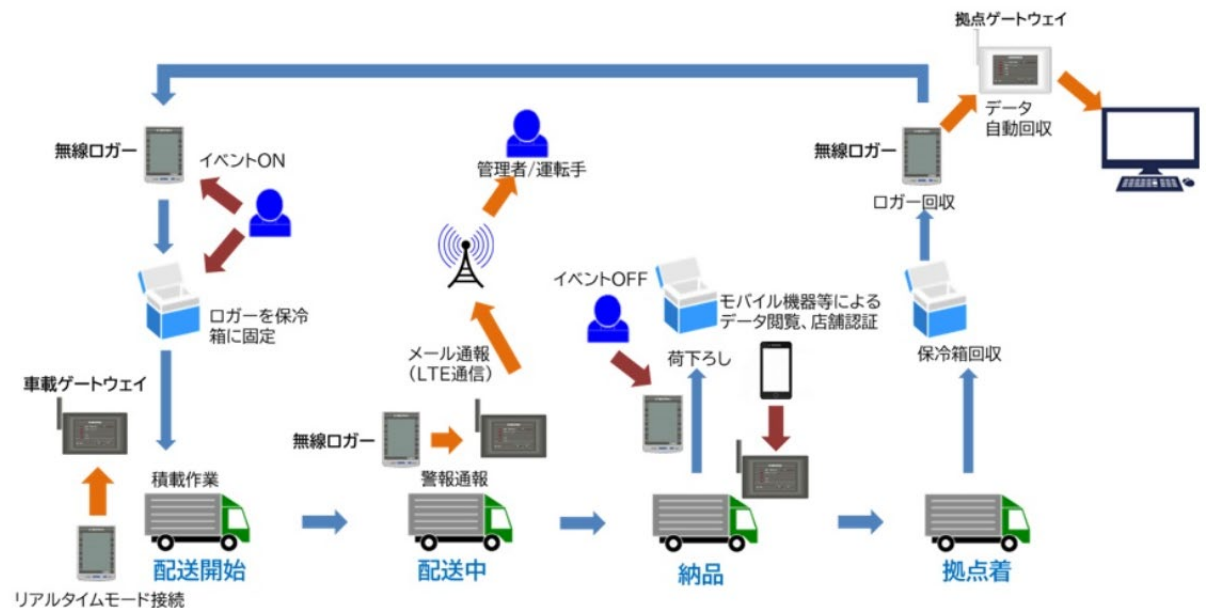 拠点ゲートウェイ
データ
自動回収
無線ロガー
イベントON
管理者/運転手
無線ロガー
ロガー回収
ロガーを保冷
箱に固定
イベントOFF
モバイル機器等による
データ閲覧、店舗認証
メール通報
(LTE通信)
荷下ろし
保冷箱回収
車載ゲートウェイ
無線ロガー
積載作業
警報通報
配送開始
配送中
納品
拠点着
リアルタイムモード接続